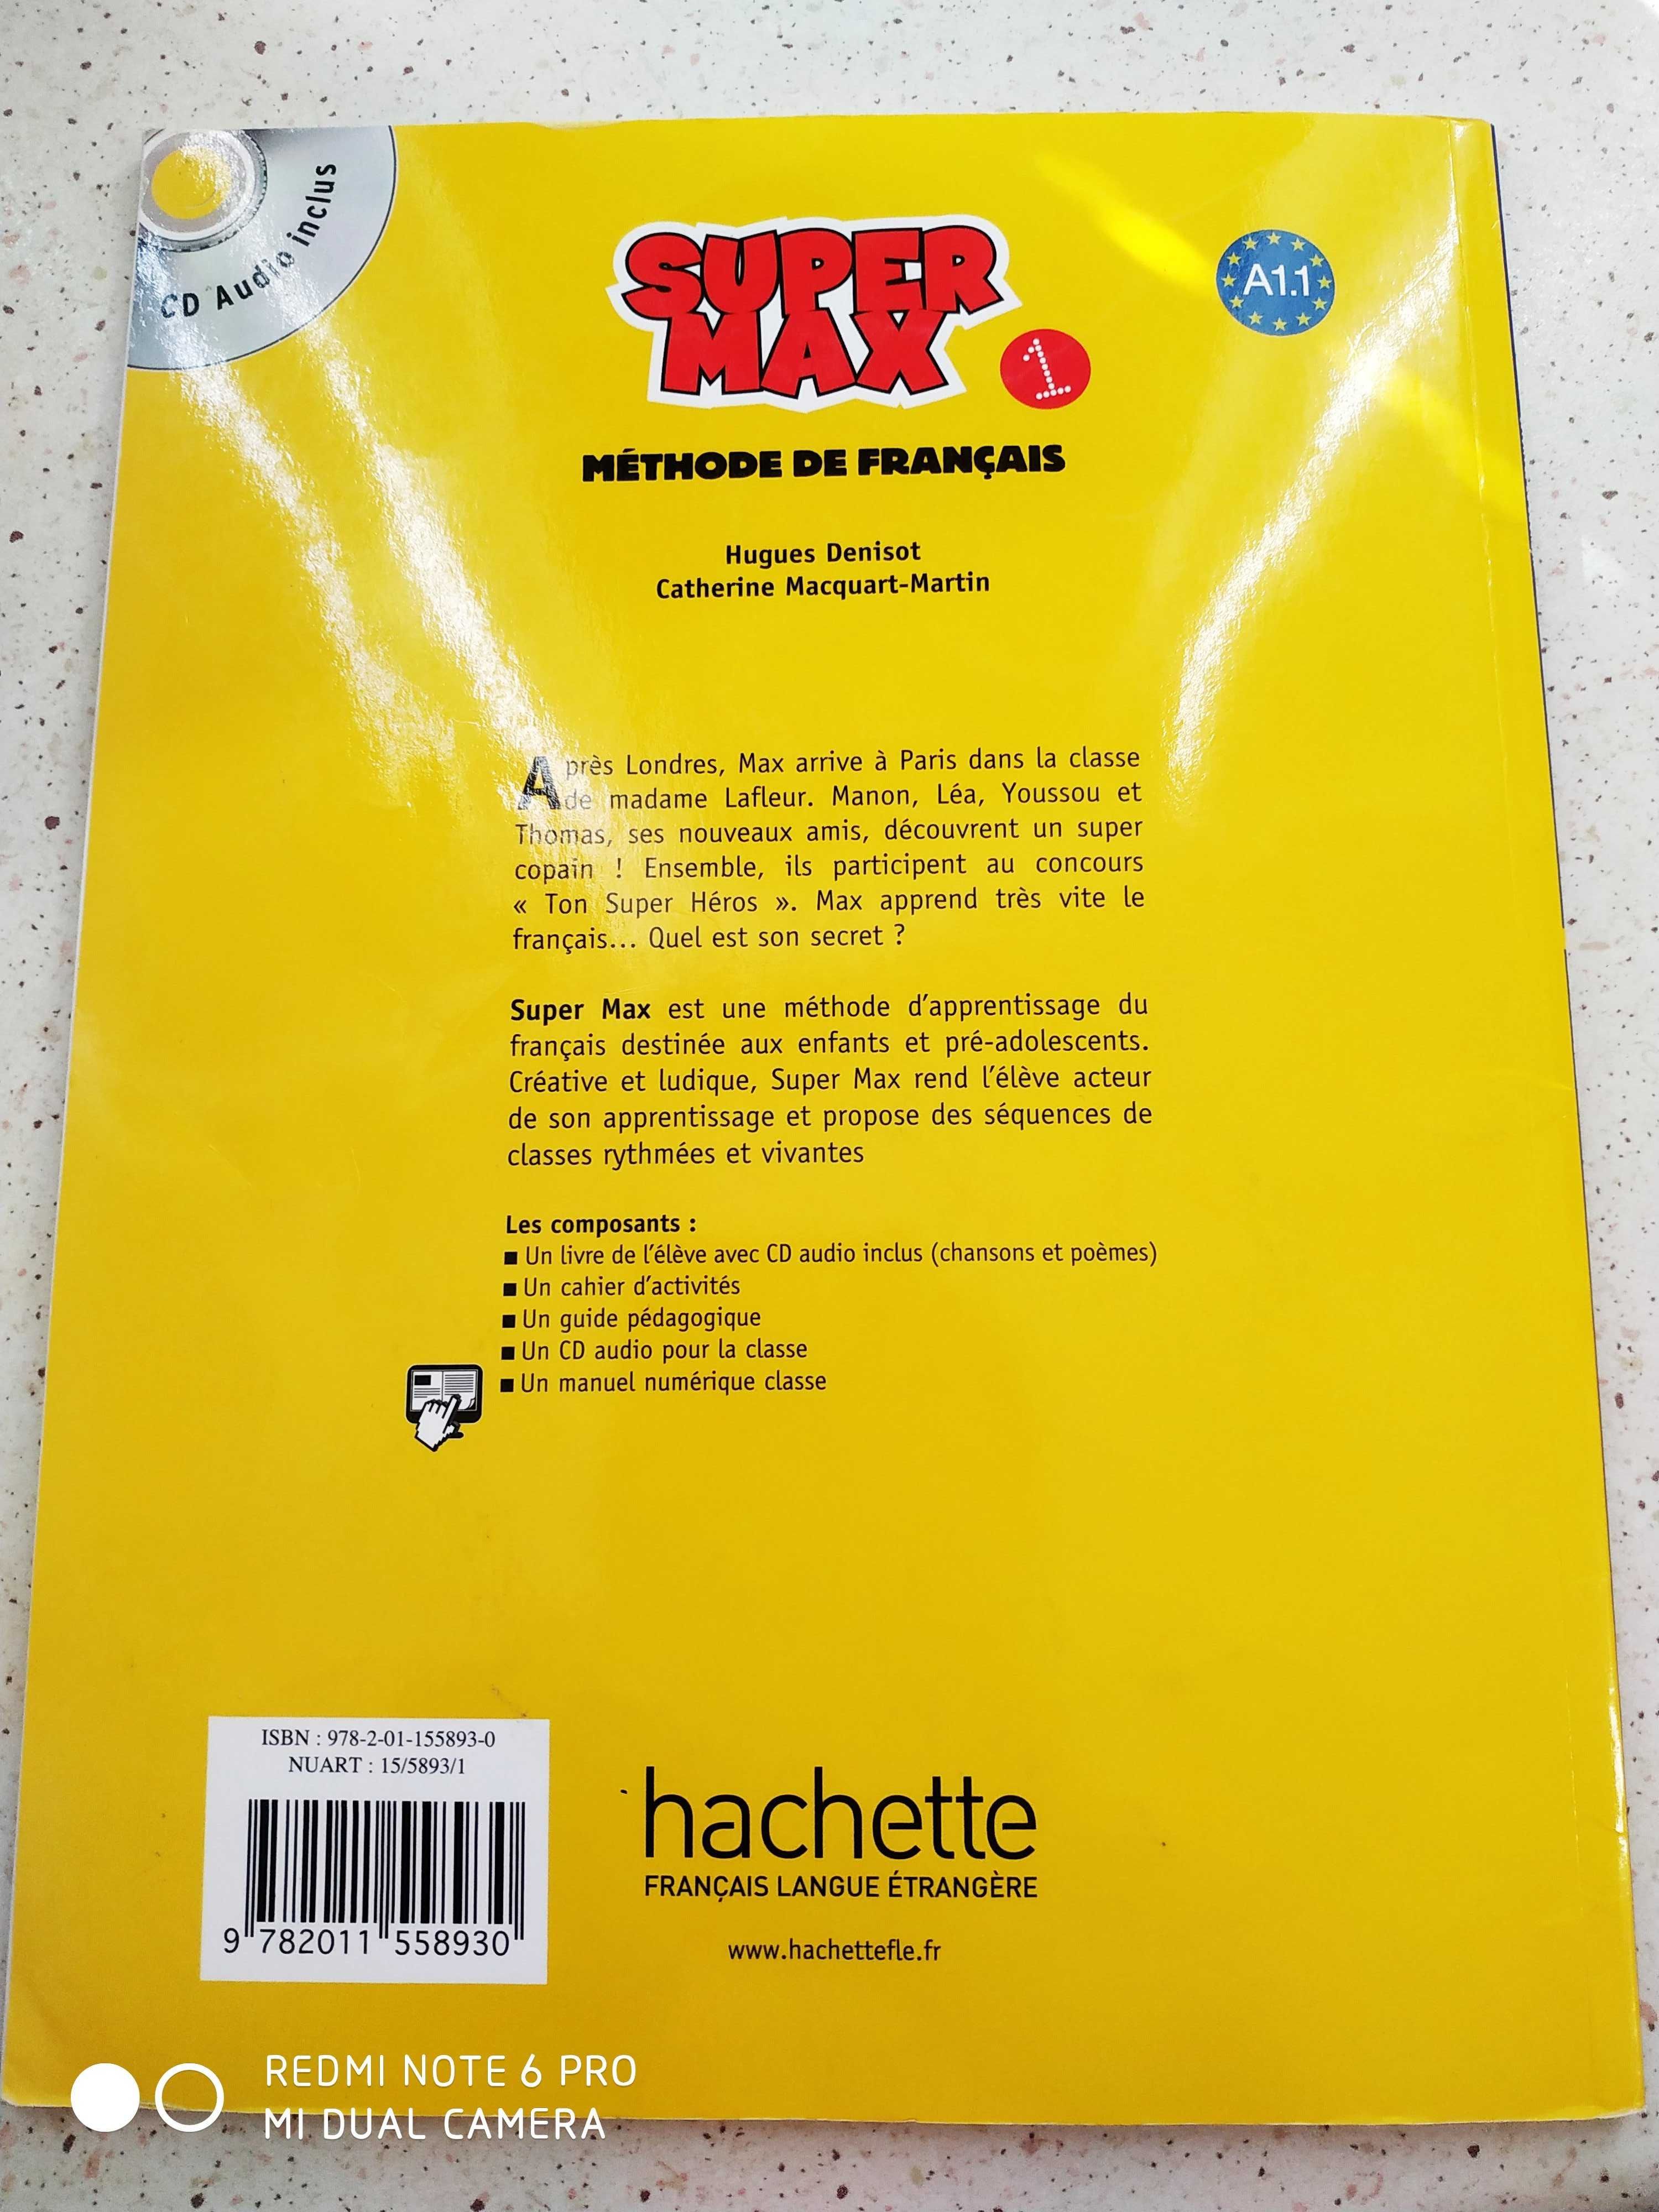 CD Audio inclus
SUPER
MAX
1
A1.1
MÉTHODE DE FRANÇAIS
Hugues Denisot
Catherine Macquart-Martin
Après Londres, Max arrive à Paris dans la classe
de madame Lafleur. Manon, Léa, Youssou et
Thomas, ses nouveaux amis, découvrent un super
copain ! Ensemble, ils participent au concours
« Ton Super Héros ». Max apprend très vite le
français... Quel est son secret ?
Super Max est une méthode d'apprentissage du
français destinée aux enfants et pré-adolescents.
Créative et ludique, Super Max rend l'élève acteur
de son apprentissage et propose des séquences de
classes rythmées et vivantes
Les composants :
■ Un livre de l'élève avec CD audio inclus (chansons et poèmes)
■ Un cahier d'activités
■ Un guide pédagogique
■ Un CD audio pour la classe
■ Un manuel numérique classe
ISBN : 978-2-01-155893-0
NUART : 15/5893/1
9 782011 558930
hachette
FRANÇAIS LANGUE ÉTRANGÈRE
www.hachettefle.fr
REDMI NOTE 6 PRO
MI DUAL CAMERA